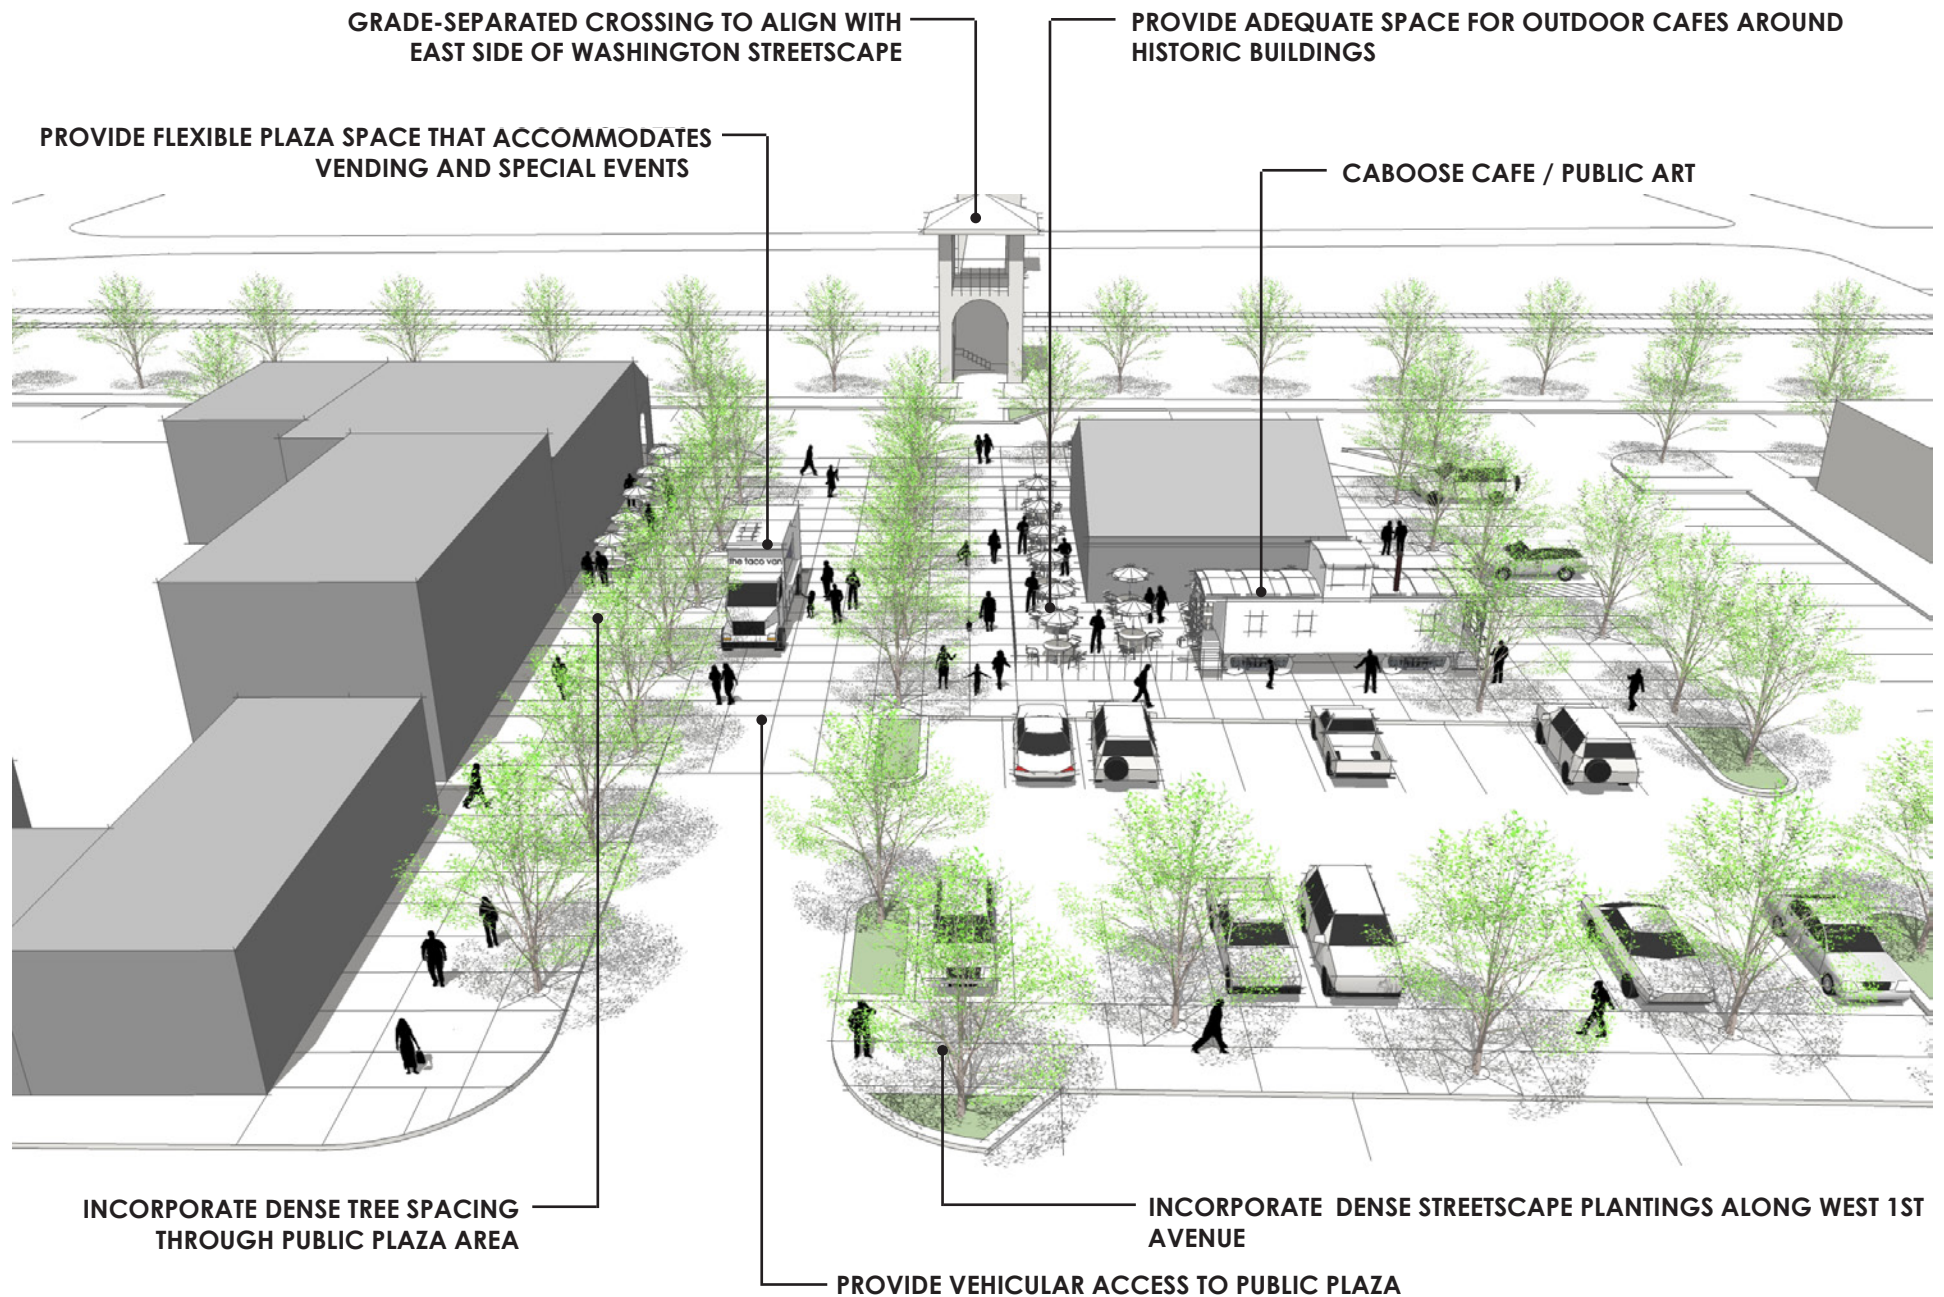 GRADE-SEPARATED CROSSING TO ALIGN WITH
EAST SIDE OF WASHINGTON STREETSCAPE
PROVIDE ADEQUATE SPACE FOR OUTDOOR CAFES AROUND
HISTORIC BUILDINGS
PROVIDE FLEXIBLE PLAZA SPACE THAT ACCOMMODATES
VENDING AND SPECIAL EVENTS
CABOOSE CAFE / PUBLIC ART
the taco van
INCORPORATE DENSE TREE SPACING
THROUGH PUBLIC PLAZA AREA
INCORPORATE DENSE STREETSCAPE PLANTINGS ALONG WEST 1ST
AVENUE
PROVIDE VEHICULAR ACCESS TO PUBLIC PLAZA